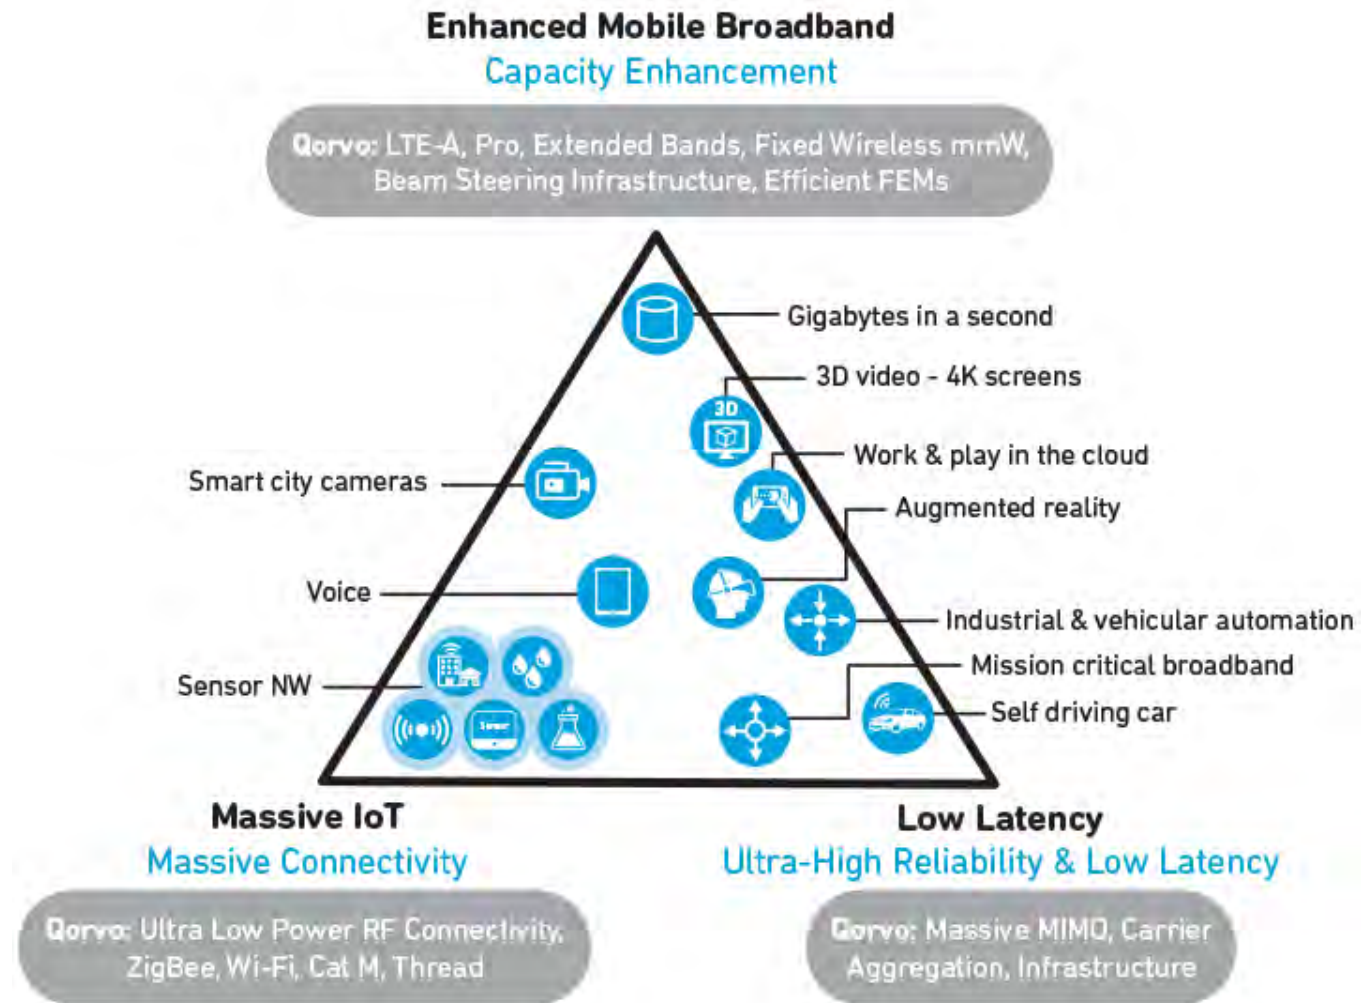 Enhanced Mobile Broadband
Capacity Enhancement
Qorvo: LTE-A, Pro, Extended Bands, Fixed Wireless mmW,
Beam Steering Infrastructure, Efficient FEMs
Gigabytes in a second
3D video - 4K screens
3D
Work & play in the cloud
Smart city cameras
Augmented reality
Voice
Industrial & vehicular automation
Mission critical broadband
Sensor NW
Self driving car
Massive IoT
Massive Connectivity
Qorvo: Ultra Low Power RF Connectivity,
ZigBee, Wi-Fi, Cat M, Thread
Low Latency
Ultra-High Reliability & Low Latency
Qorvo: Massive MIMO, Carrier
Aggregation, Infrastructure